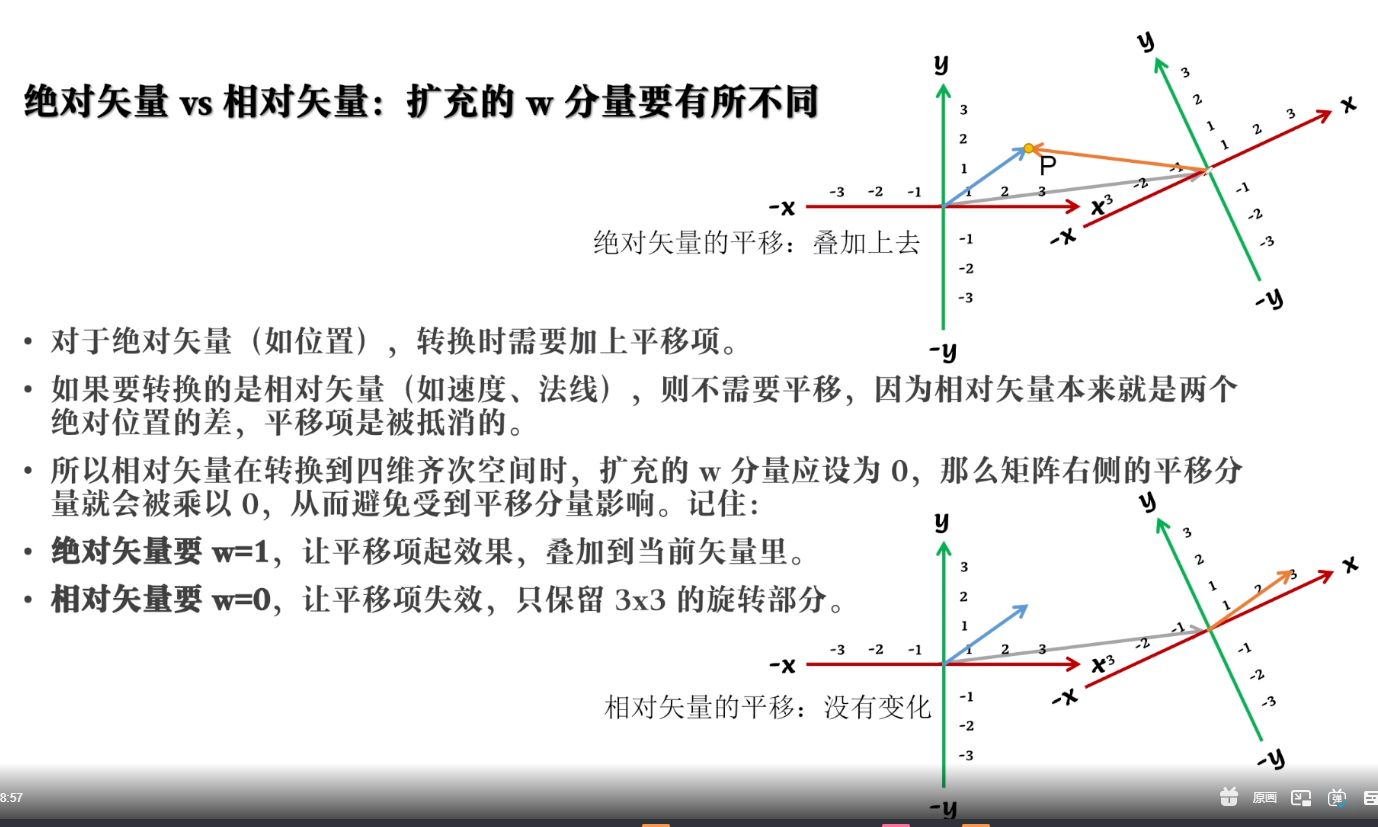 绝对矢量 vs 相对矢量：扩充的 w 分量要有所不同
y
3
2
1
-3 -2 -1 1 2 3
-x x
-1
-2
-3
-y
y
3
2
1
x
3
2
1
-1
-2
-3
-x
-1
-2
-3
-y
P
绝对矢量的平移：叠加上去
• 对于绝对矢量（如位置），转换时需要加上平移项。
• 如果要转换的是相对矢量（如速度、法线），则不需要平移，因为相对矢量本来就是两个
绝对位置的差，平移项是被抵消的。
• 所以相对矢量在转换到四维齐次空间时，扩充的 w 分量应设为 0，那么矩阵右侧的平移分
量就会被乘以 0，从而避免受到平移分量影响。记住：
• 绝对矢量要 w=1，让平移项起效果，叠加到当前矢量里。
• 相对矢量要 w=0，让平移项失效，只保留 3x3 的旋转部分。
y
3
2
1
-3 -2 -1 1 2 3
-x x
-1
-2
-3
-y
y
3
2
1
x
3
2
1
-1
-2
-3
-x
-1
-2
-3
-y
相对矢量的平移：没有变化
8:57
原画
弹